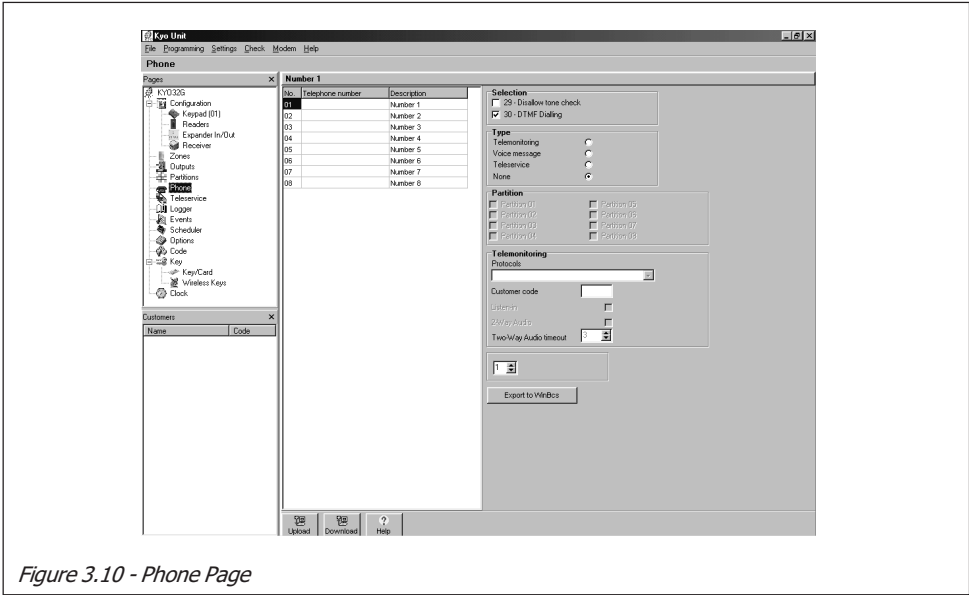 Kyo Unit
File Programming Settings Check Modem Help
Phone
Pages
KYO32G
Configuration
Keypad (01)
Readers
Expander In/Out
Receiver
Zones
Outputs
Partitions
Phone
Teleservice
Logger
Events
Scheduler
Options
Code
Key
Key/Card
Wireless Keys
Clock
Customers
Name Code
Number 1
No. Telephone number Description
01 Number 1
02 Number 2
03 Number 3
04 Number 4
05 Number 5
06 Number 6
07 Number 7
08 Number 8
Selection
29 - Disallow tone check
30 - DTMF Dialling
Type
Telemonitoring
Voice message
Teleservice
None
Partition
Partition 01 Partition 05
Partition 02 Partition 06
Partition 03 Partition 07
Partition 04 Partition 08
Telemonitoring
Protocols
Customer code
Listen-in
2-Way Audio
Two-Way Audio timeout 3
1
Export to WinBcs
Upload Download Help
Figure 3.10 - Phone Page